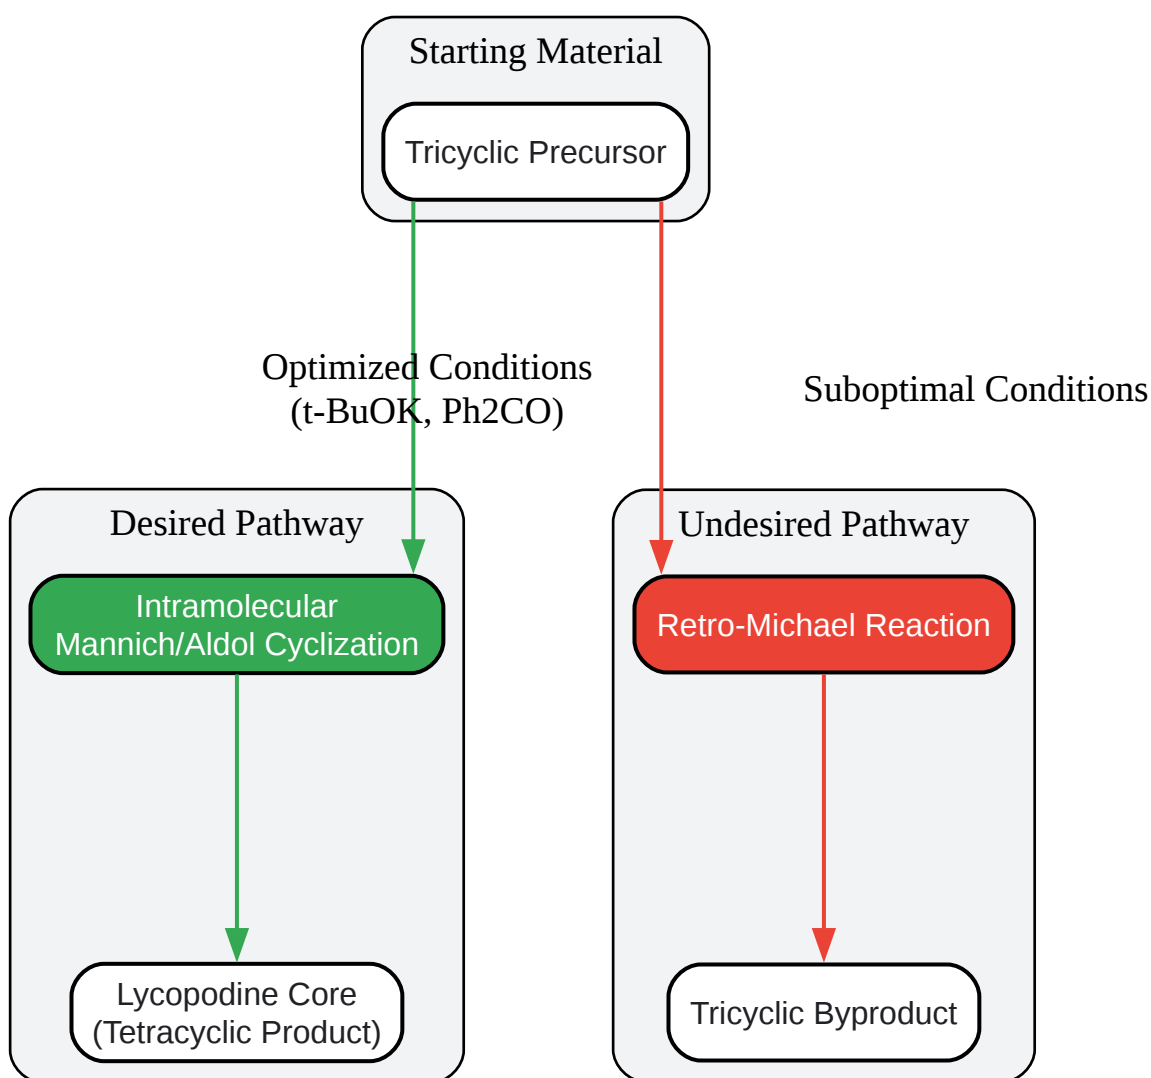 Starting Material
Tricyclic Precursor
Optimized Conditions
(t-BuOK, Ph2CO)
Suboptimal Conditions
Desired Pathway
Intramolecular
Mannich/Aldol Cyclization
Lycopodine Core
(Tetracyclic Product)
Undesired Pathway
Retro-Michael Reaction
Tricyclic Byproduct